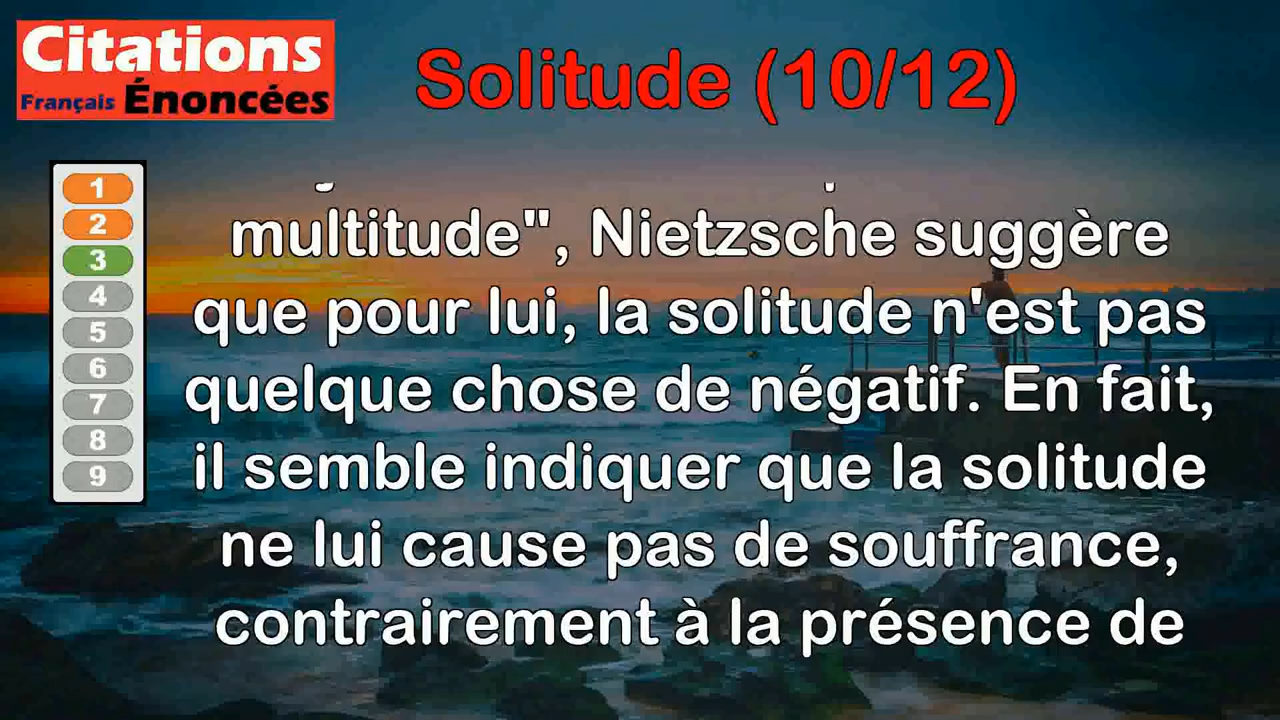 Citations
Français Énoncées
Solitude (10/12)
1
2
3
4
5
6
7
8
9
multitude", Nietzsche suggère
que pour lui, la solitude n'est pas
quelque chose de négatif. En fait,
il semble indiquer que la solitude
ne lui cause pas de souffrance,
contrairement à la présence de